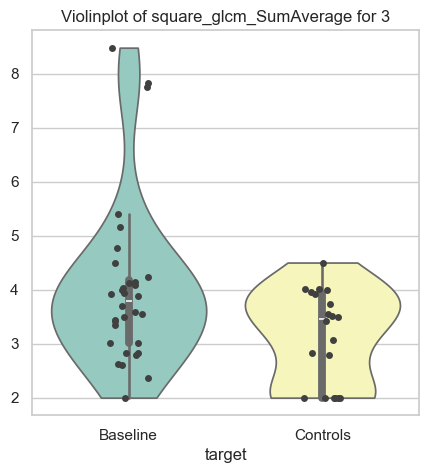 Violinplot of square_glcm_SumAverage for 3
8
7
6
5
4
3
2
Baseline
Controls
target